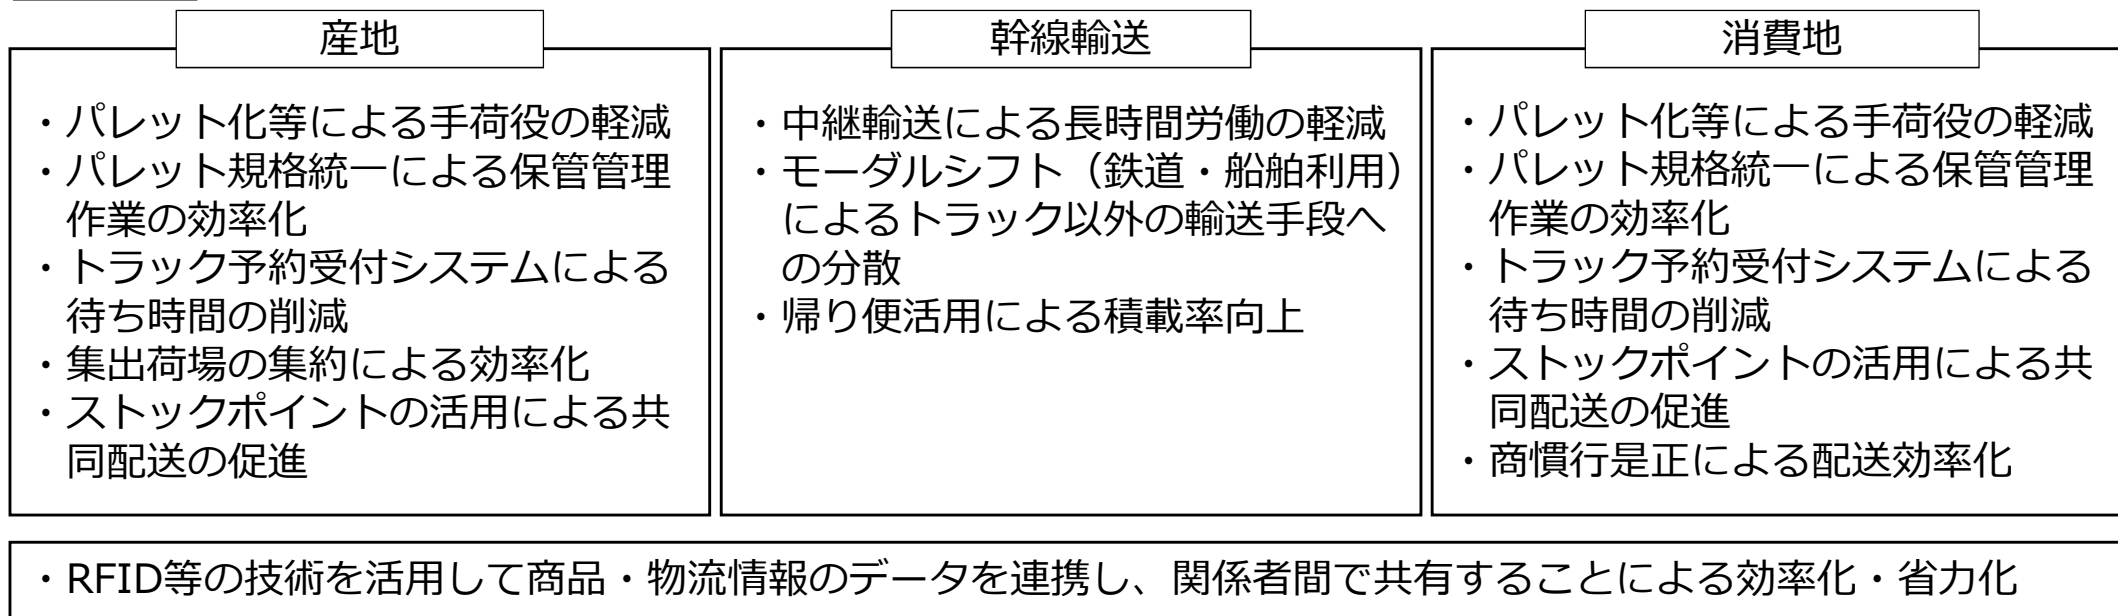 産地
・パレット化等による手荷役の軽減
・パレット規格統一による保管管理
作業の効率化
・トラック予約受付システムによる
待ち時間の削減
・集出荷場の集約による効率化
・ストックポイントの活用による共
同配送の促進
幹線輸送
・中継輸送による長時間労働の軽減
・モーダルシフト（鉄道・船舶利用）
によるトラック以外の輸送手段へ
の分散
・帰り便活用による積載率向上
消費地
・パレット化等による手荷役の軽減
・パレット規格統一による保管管理
作業の効率化
・トラック予約受付システムによる
待ち時間の削減
・ストックポイントの活用による共
同配送の促進
・商慣行是正による配送効率化
・RFID等の技術を活用して商品・物流情報のデータを連携し、関係者間で共有することによる効率化・省力化